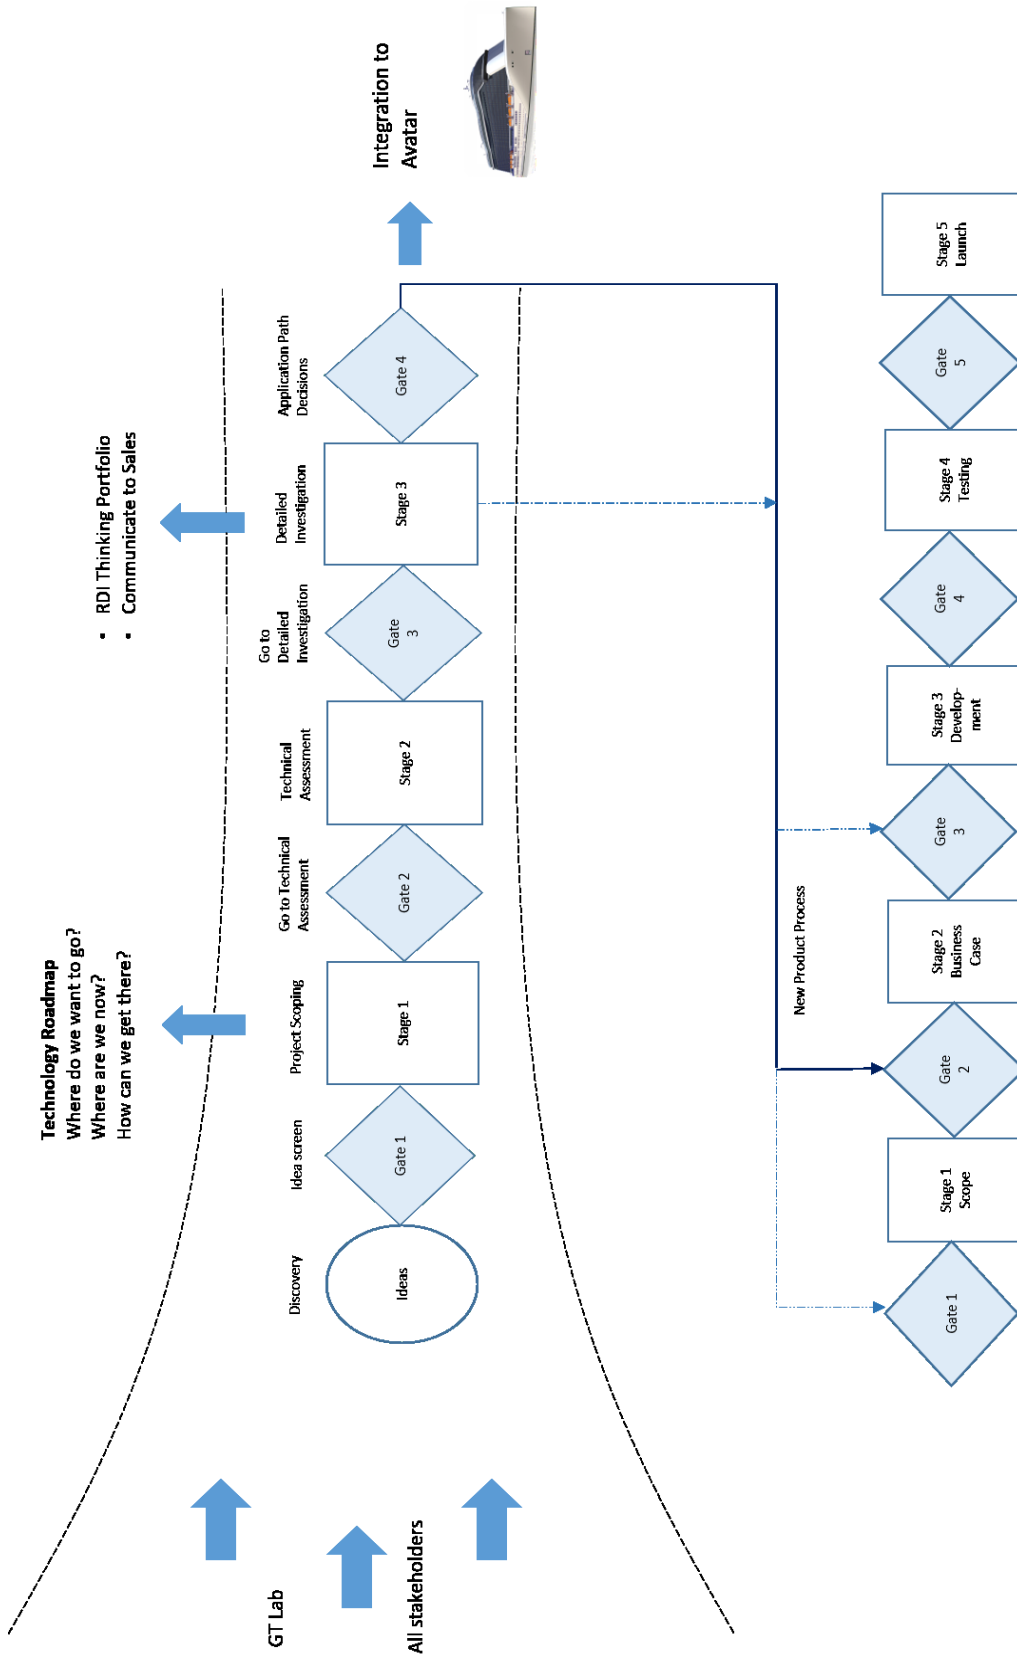 Technology Roadmap
Where do we want to go?
Where are we now?
How can we get there?
• RDI Thinking Portfolio
• Communicate to Sales
GT Lab
All stakeholders
Discovery
Idea screen
Project Scoping
Go to Technical
Assessment
Technical
Assessment
Go to
Detailed
Investigation
Detailed
Investigation
Application Path
Decisions
Ideas
Gate 1
Stage 1
Gate 2
Stage 2
Gate
3
Stage 3
Gate 4
Integration to
Avatar
New Product Process
Gate 1
Stage 1
Scope
Gate
2
Stage 2
Business
Case
Gate
3
Stage 3
Develop-
ment
Gate
4
Stage 4
Testing
Gate
5
Stage 5
Launch